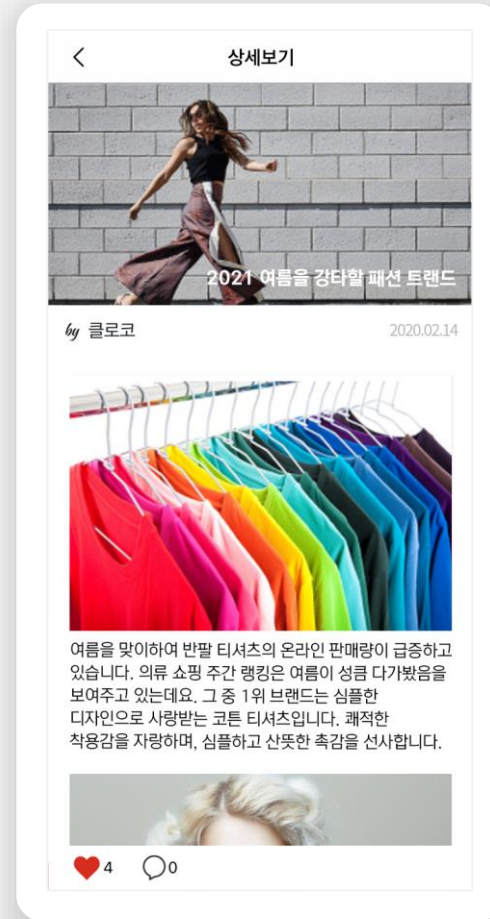 상세보기
2021 여름을 강타할 패션 트랜드
by 클로코
2020.02.14
여름을 맞이하여 반팔 티셔츠의 온라인 판매량이 급증하고
있습니다. 의류 쇼핑 주간 랭킹은 여름이 성큼 다가봤음을
보여주고 있는데요. 그 중 1위 브랜드는 심플한
디자인으로 사랑받는 코튼 티셔츠입니다. 쾌적한
착용감을 자랑하며, 심플하고 산뜻한 촉감을 선사합니다.
4
0